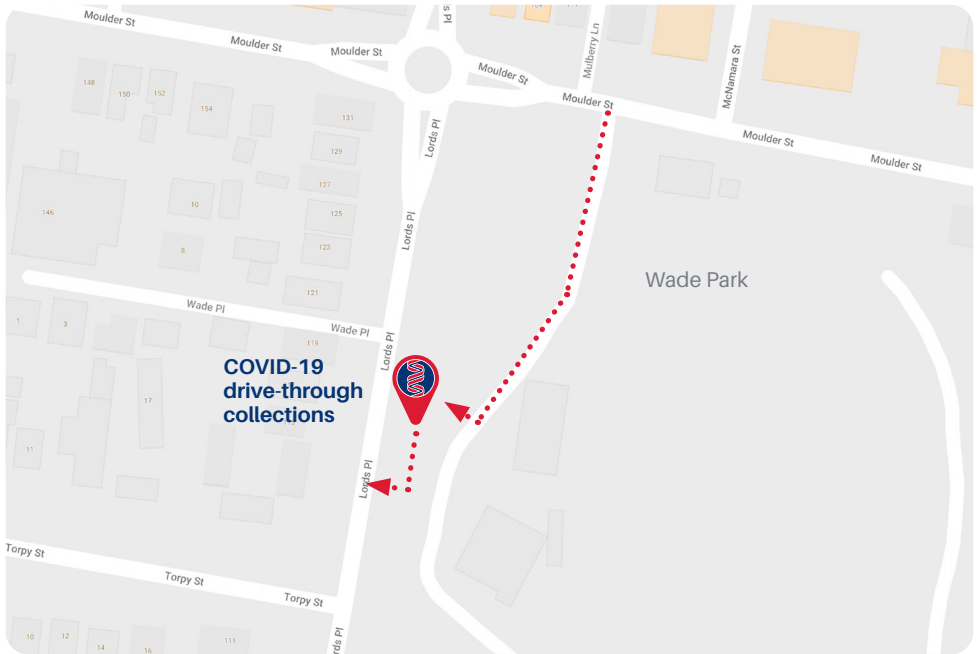 Moulder St
Moulder St
Moulder St
Moulder St
Moulder St
Moulder St
Moulder St
Mulberry Ln
McNamara St
Lords Pl
Lords Pl
Lords Pl
Lords Pl
148
150
152
154
131
129
127
125
123
121
119
146
10
8
Wade Pl
Wade Pl
Wade Park
1
3
17
11
COVID-19
drive-through
collections
Torpy St
Torpy St
Torpy St
10
12
14
16
111